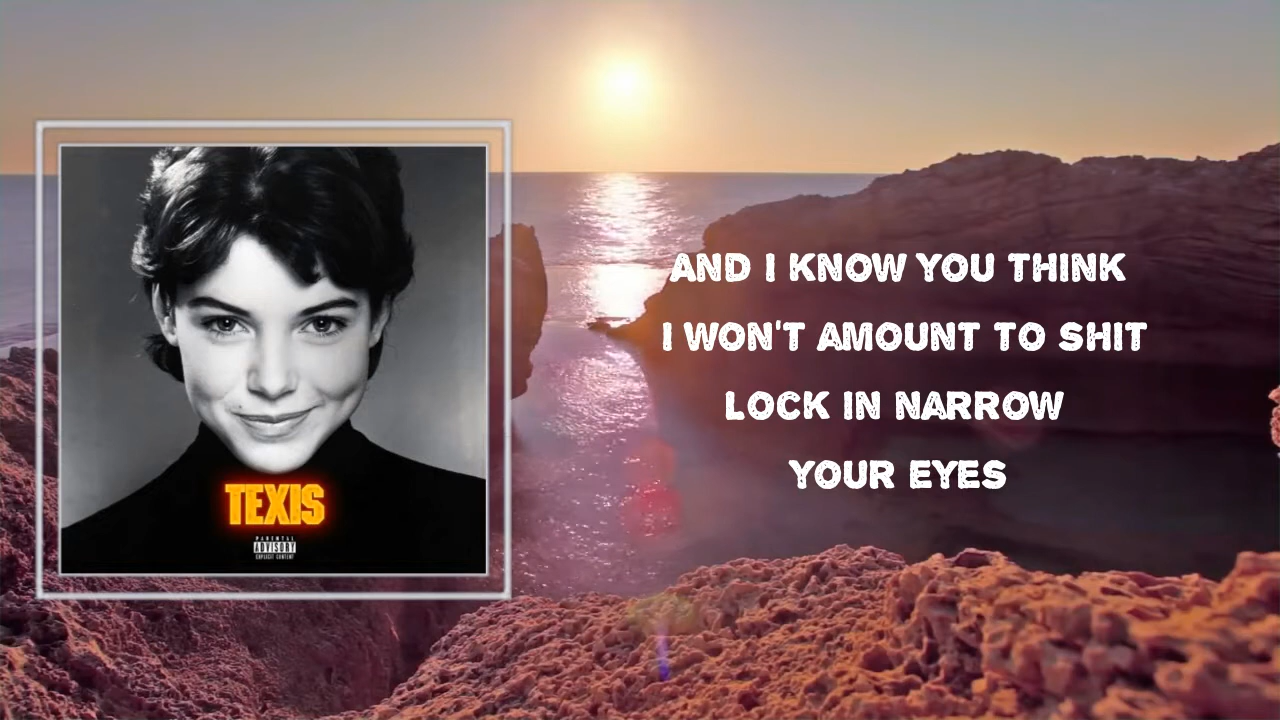 TEXIS
PARENTAL
ADVISORY
EXPLICIT CONTENT
AND I KNOW YOU THINK
I WON'T AMOUNT TO SHIT
LOCK IN NARROW
YOUR EYES